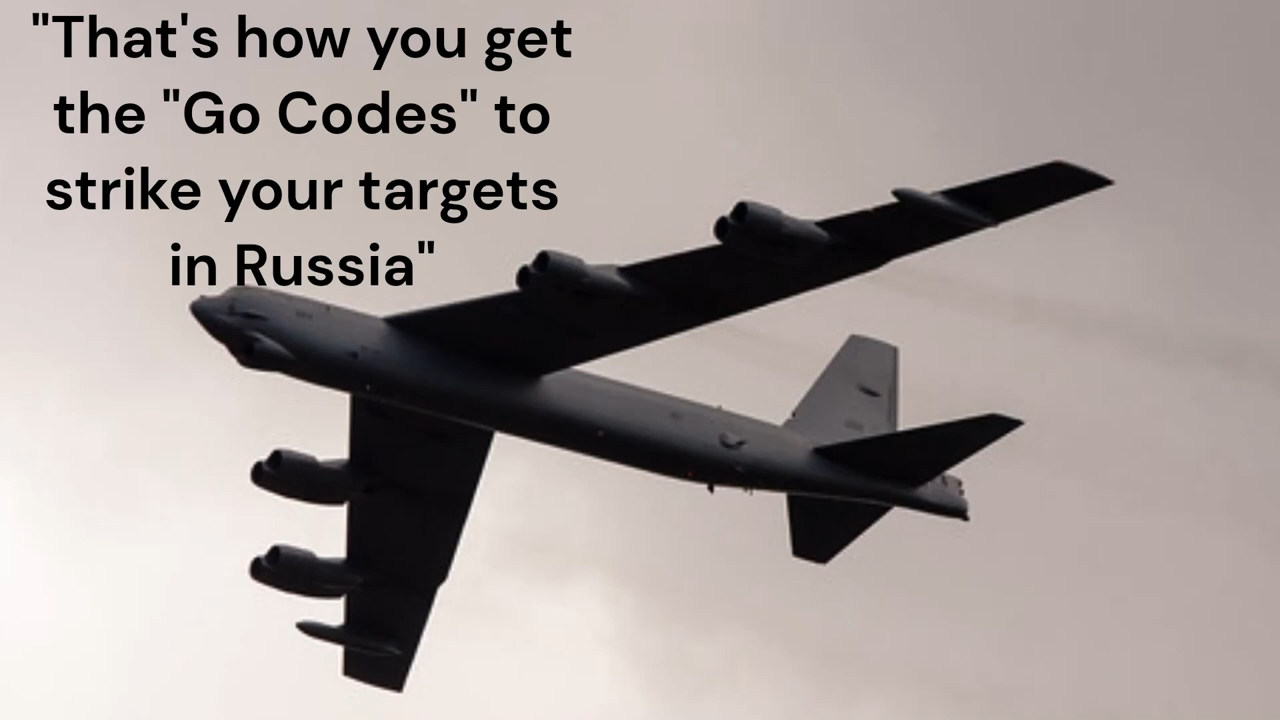 "That's how you get
the "Go Codes" to
strike your targets
in Russia"